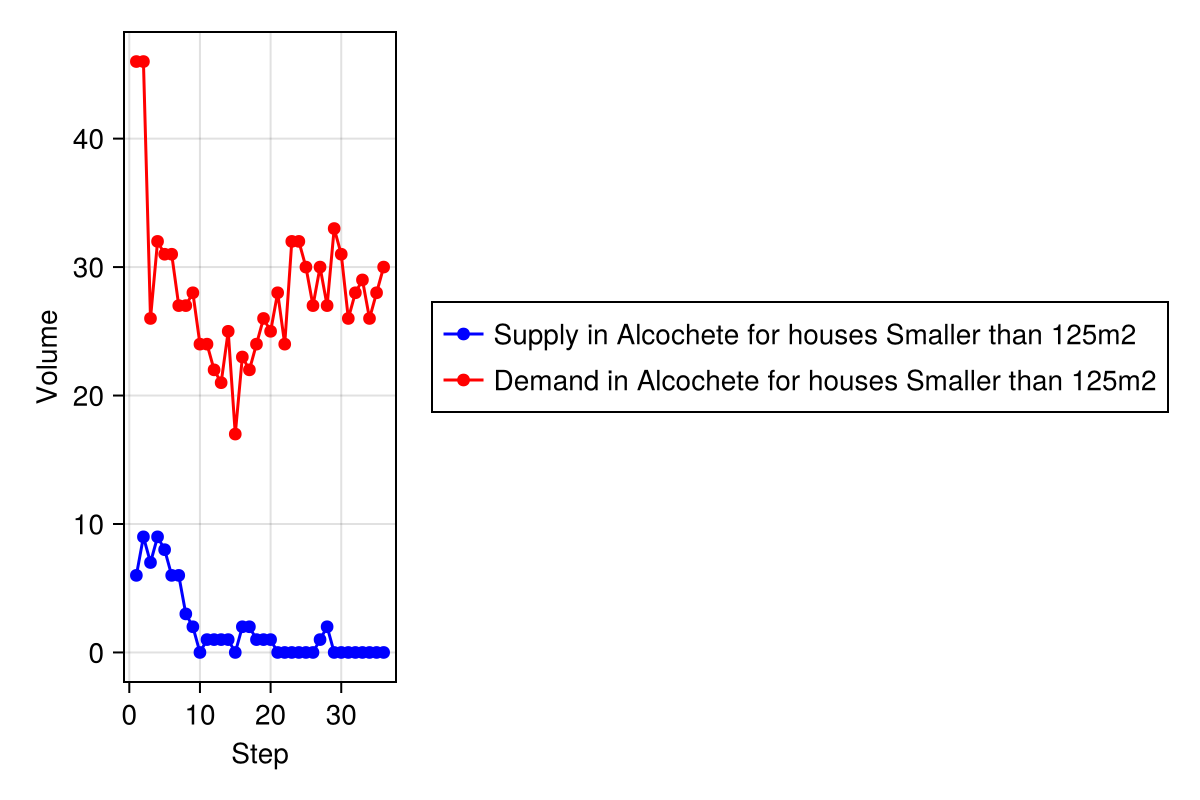 Volume
40
30
20
10
0
0 10 20 30
Step
Supply in Alcochete for houses Smaller than 125m2
Demand in Alcochete for houses Smaller than 125m2